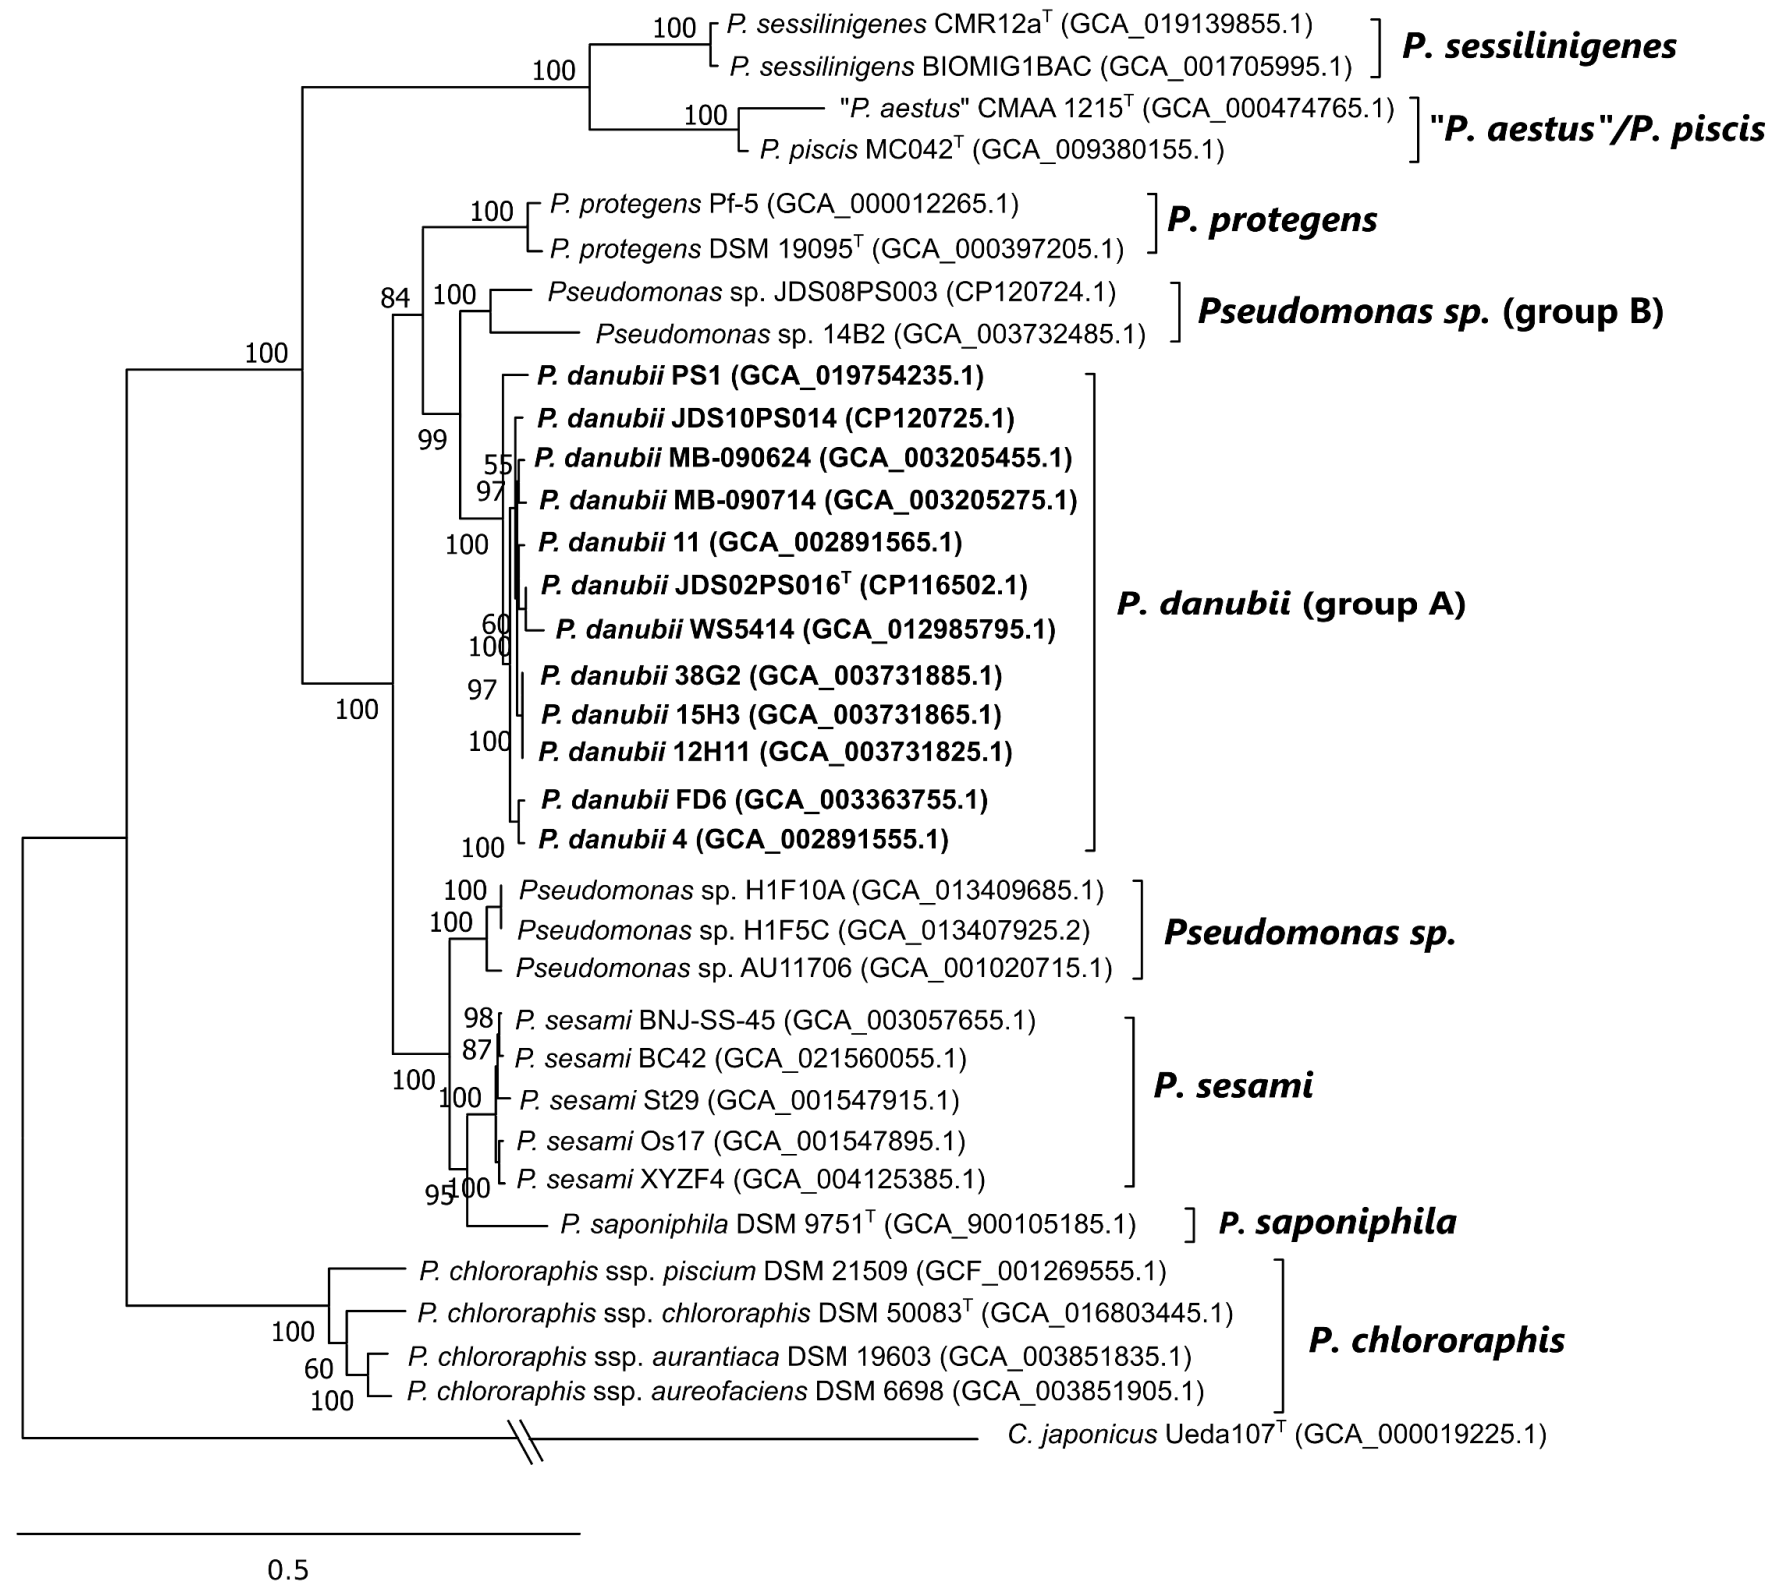 100
P. sessilinigenes CMR12aT (GCA_019139855.1)
P. sessilinigens BIOMIG1BAC (GCA_001705995.1)
P. sessilinigenes
100
100
"P. aestus" CMAA 1215T (GCA_000474765.1)
P. piscis MC042T (GCA_009380155.1)
"P. aestus"/P. piscis
100
P. protegens Pf-5 (GCA_000012265.1)
P. protegens DSM 19095T (GCA_000397205.1)
P. protegens
84
100
Pseudomonas sp. JDS08PS003 (CP120724.1)
Pseudomonas sp. 14B2 (GCA_003732485.1)
Pseudomonas sp. (group B)
100
P. danubii PS1 (GCA_019754235.1)
P. danubii JDS10PS014 (CP120725.1)
99
55
P. danubii MB-090624 (GCA_003205455.1)
97
P. danubii MB-090714 (GCA_003205275.1)
100
P. danubii 11 (GCA_002891565.1)
P. danubii JDS02PS016T (CP116502.1)
P. danubii (group A)
60
P. danubii WS5414 (GCA_012985795.1)
100
P. danubii 38G2 (GCA_003731885.1)
97
100
P. danubii 15H3 (GCA_003731865.1)
100
P. danubii 12H11 (GCA_003731825.1)
P. danubii FD6 (GCA_003363755.1)
P. danubii 4 (GCA_002891555.1)
100
100
Pseudomonas sp. H1F10A (GCA_013409685.1)
100
Pseudomonas sp. H1F5C (GCA_013407925.2)
Pseudomonas sp. AU11706 (GCA_001020715.1)
Pseudomonas sp.
98
P. sesami BNJ-SS-45 (GCA_003057655.1)
87
P. sesami BC42 (GCA_021560055.1)
100
100
P. sesami St29 (GCA_001547915.1)
P. sesami Os17 (GCA_001547895.1)
P. sesami XYZF4 (GCA_004125385.1)
P. sesami
95
100
P. saponiphila DSM 9751T (GCA_900105185.1)
P. saponiphila
P. chlororaphis ssp. piscium DSM 21509 (GCF_001269555.1)
P. chlororaphis ssp. chlororaphis DSM 50083T (GCA_016803445.1)
100
P. chlororaphis ssp. aurantiaca DSM 19603 (GCA_003851835.1)
60
P. chlororaphis ssp. aureofaciens DSM 6698 (GCA_003851905.1)
100
P. chlororaphis
C. japonicus Ueda107T (GCA_000019225.1)
0.5